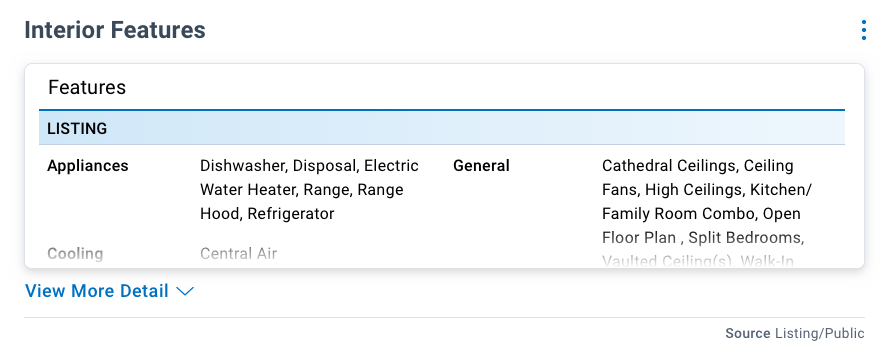 Interior Features
Features
LISTING
Appliances
Dishwasher, Disposal, Electric
Water Heater, Range, Range
Hood, Refrigerator
General
Cathedral Ceilings, Ceiling
Fans, High Ceilings, Kitchen/
Family Room Combo, Open
Floor Plan , Split Bedrooms,
Vaulted Ceiling(s), Walk-In
Cooling
Central Air
View More Detail
Source Listing/Public